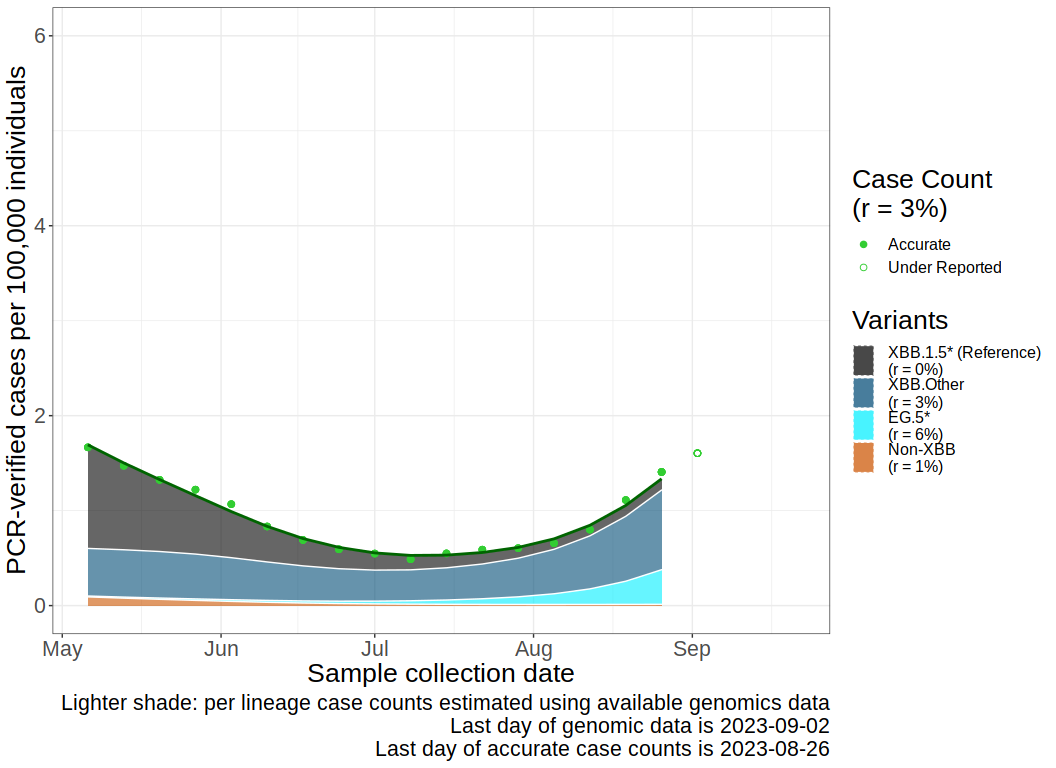 PCR-verified cases per 100,000 individuals
6
4
2
0
May Jun Jul Aug Sep
Sample collection date
Lighter shade: per lineage case counts estimated using available genomics data
Last day of genomic data is 2023-09-02
Last day of accurate case counts is 2023-08-26
Case Count
(r = 3%)
Accurate
Under Reported
Variants
XBB.1.5* (Reference)
(r = 0%)
XBB.Other
(r = 3%)
EG.5*
(r = 6%)
Non-XBB
(r = 1%)